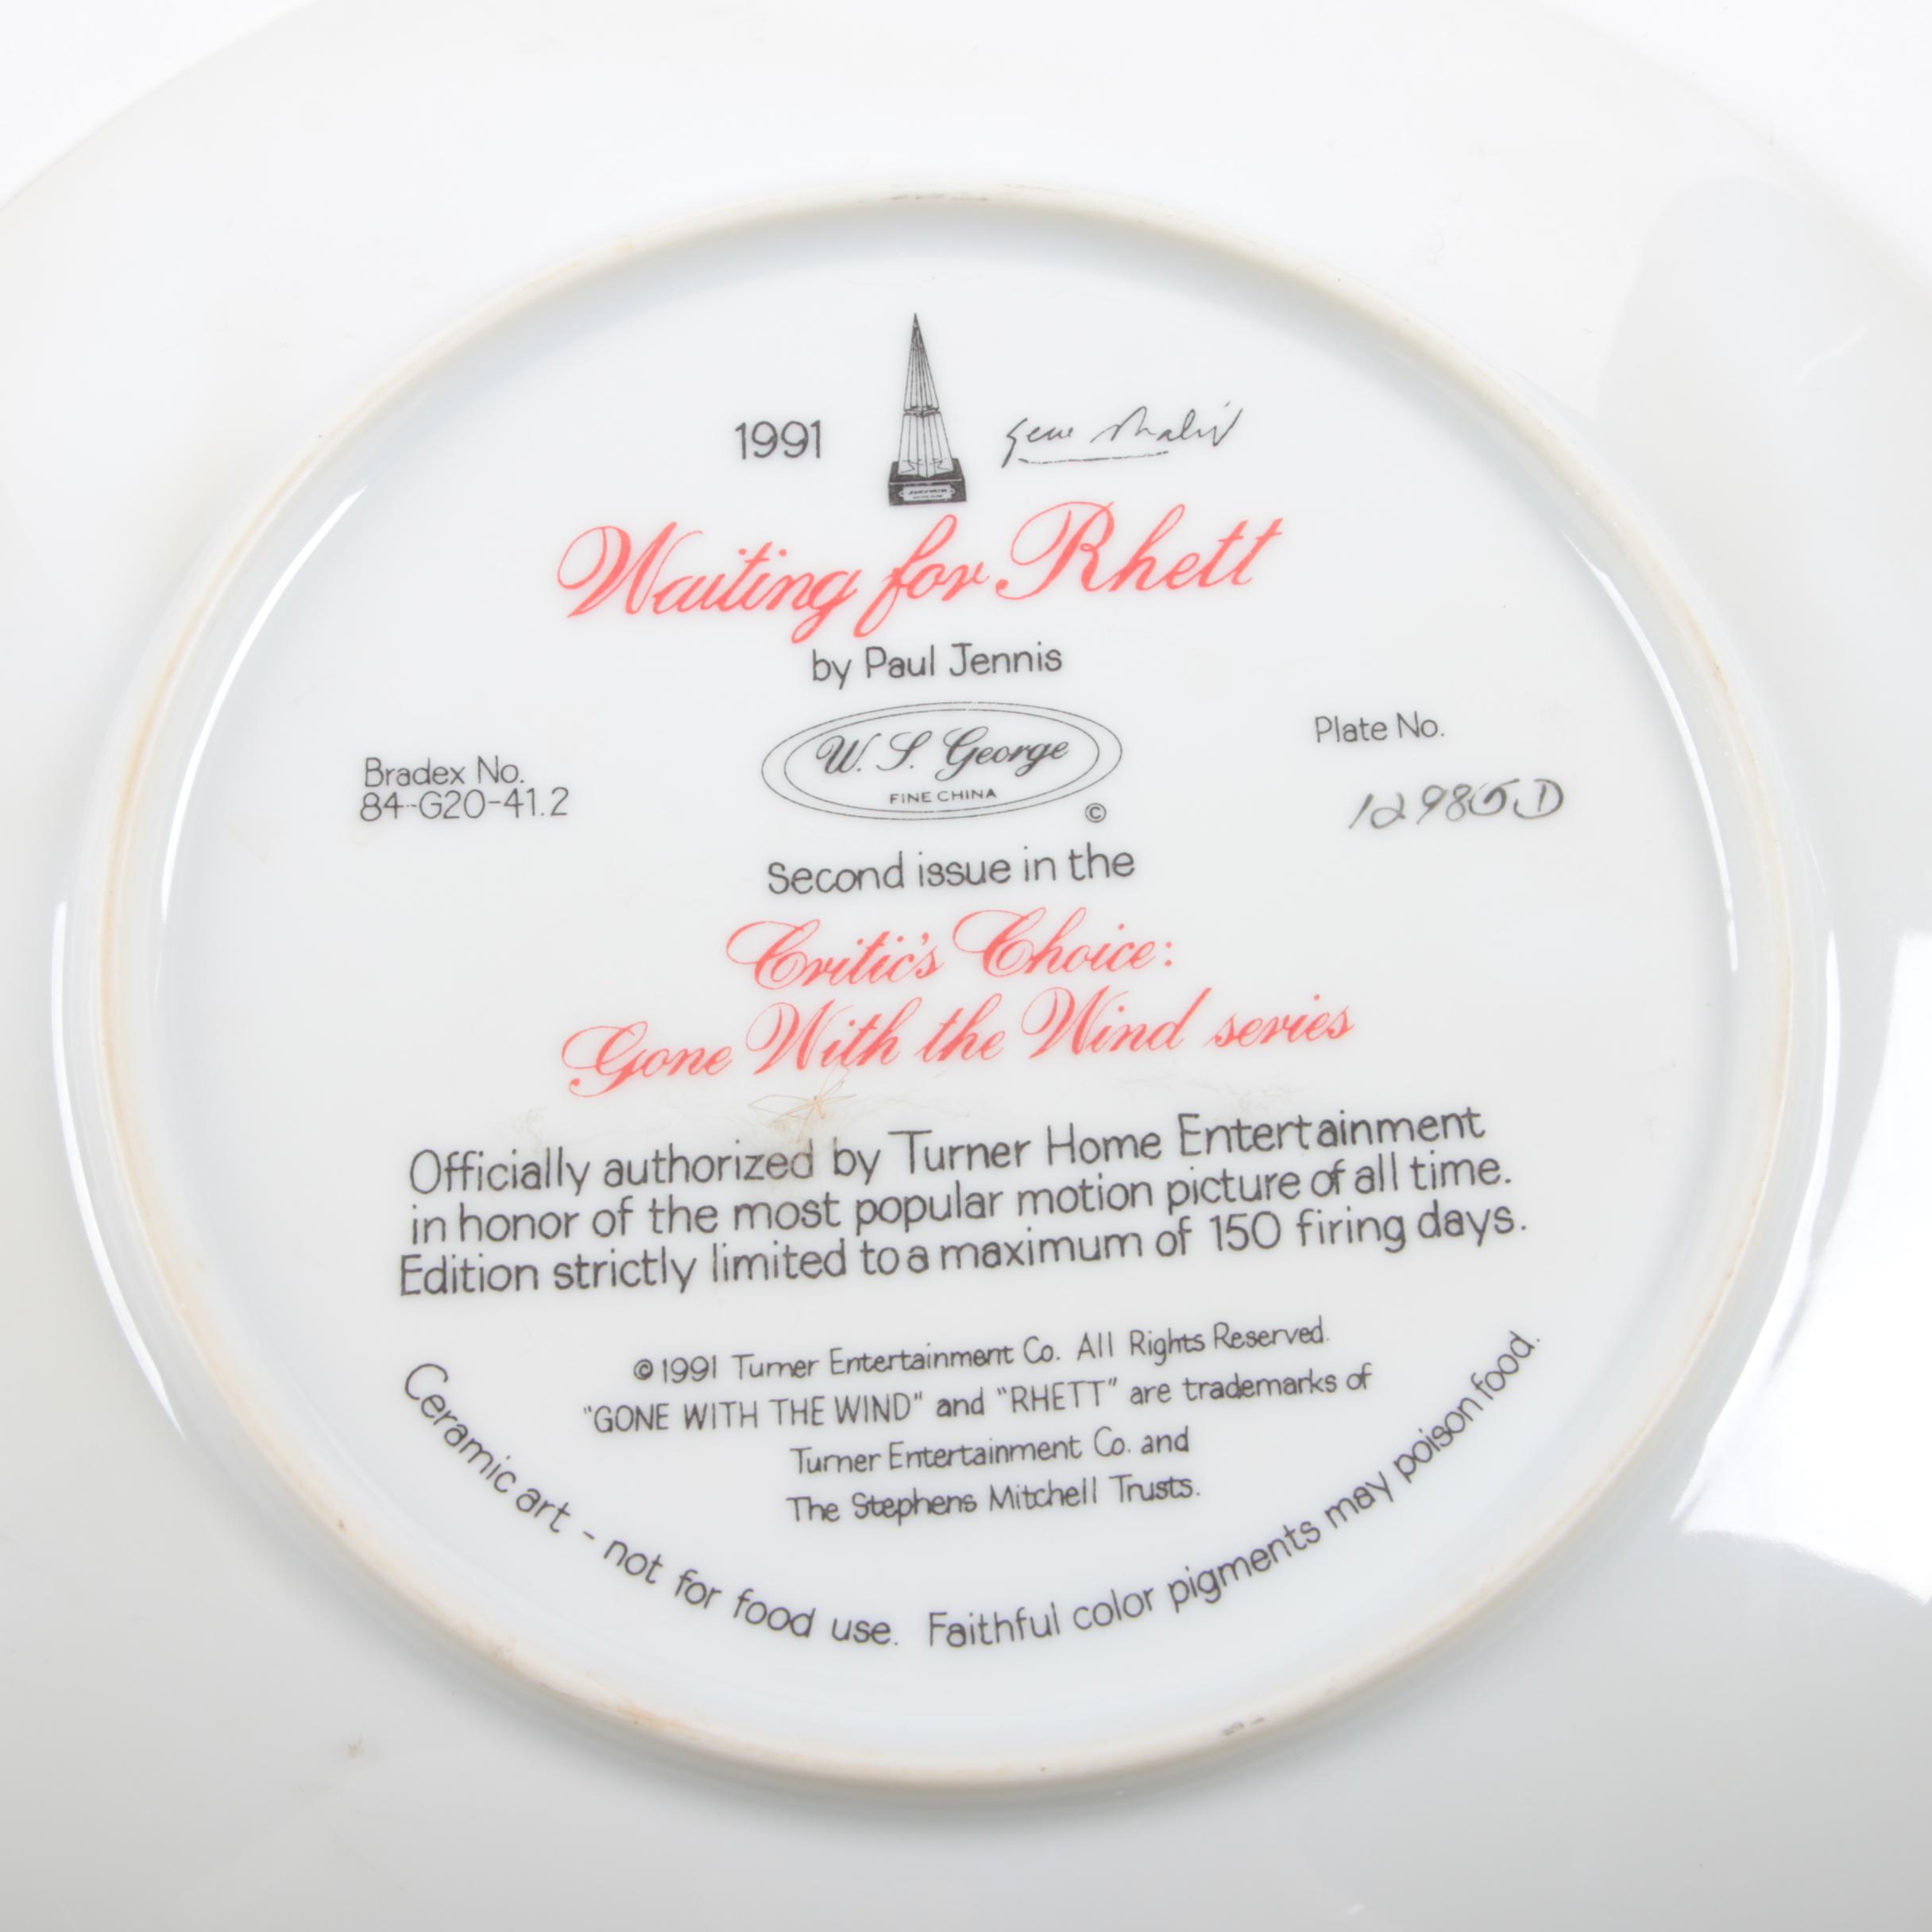 1991
Gene Shalit
Waiting for Rhett
by Paul Jennis
W. S. George
FINE CHINA
©
Bradex No.
84-G20-41.2
Plate No.
Second issue in the
Critic's Choice:
Gone With the Wind series
Officially authorized by Turner Home Entertainment
in honor of the most popular motion picture of all time.
Edition strictly limited to a maximum of 150 firing days.
©1991 Turner Entertainment Co. All Rights Reserved.
"GONE WITH THE WIND" and "RHETT" are trademarks of
Turner Entertainment Co. and
The Stephens Mitchell Trusts.
Ceramic art - not for food use. Faithful color pigments may poison food.